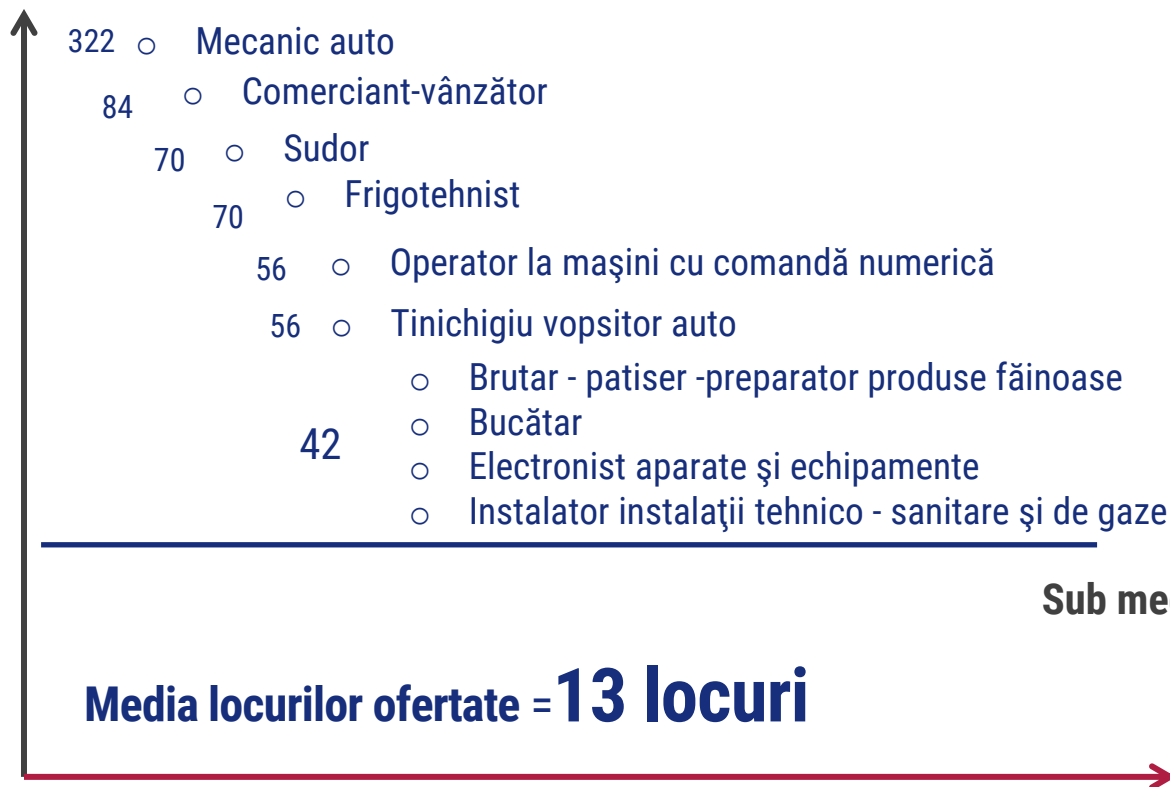 322 ○ Mecanic auto
84 ○ Comerciant-vânzător
70 ○ Sudor
70 ○ Frigotehnist
56 ○ Operator la maşini cu comandă numerică
56 ○ Tinichigiu vopsitor auto
○ Brutar - patiser -preparator produse făinoase
42 ○ Bucătar
○ Electronist aparate şi echipamente
○ Instalator instalaţii tehnico - sanitare şi de gaze
Sub
Media locurilor ofertate = 13 locuri